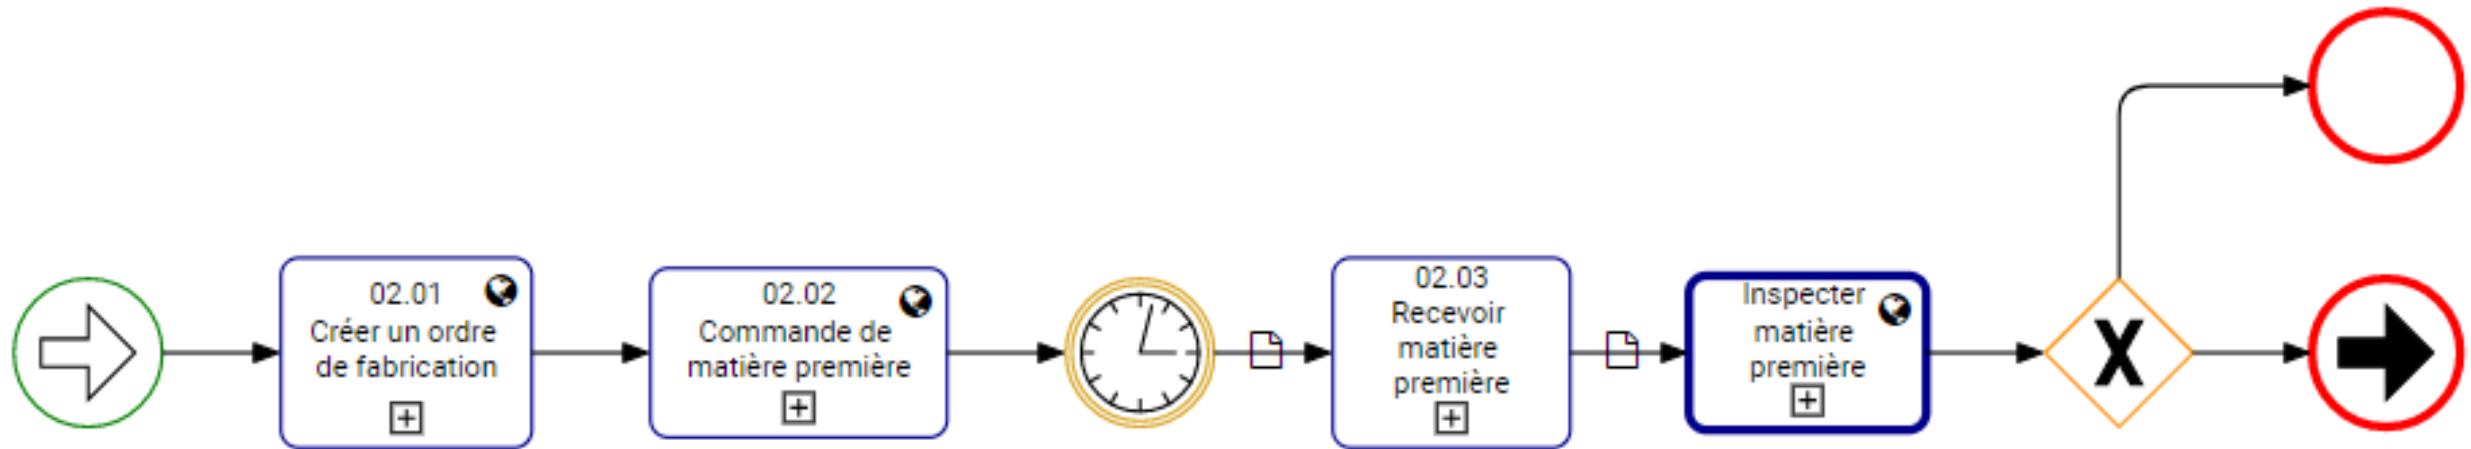 02.01
Créer un ordre
de fabrication
02.02
Commande de
matière première
02.03
Recevoir
matière
première
Inspecter
matière
première
X